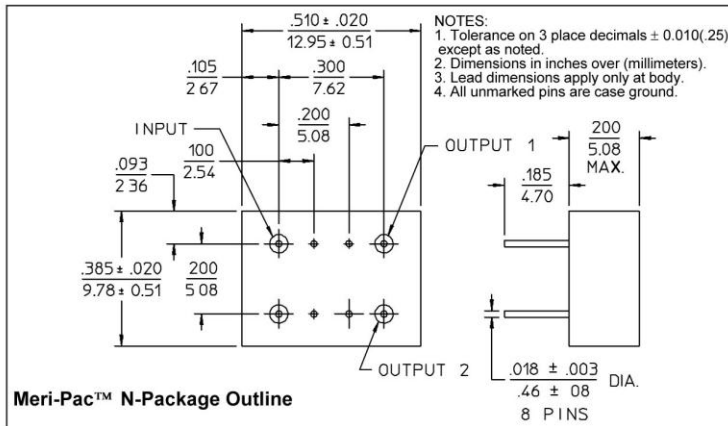 .510 ± .020
12.95 ± 0.51
NOTES:
1. Tolerance on 3 place decimals ± 0.010(.25)
except as noted.
2. Dimensions in inches over (millimeters).
3. Lead dimensions apply only at body.
4. All unmarked pins are case ground.
.105
2 67
.300
7.62
.200
5.08
INPUT
OUTPUT 1
100
2.54
.093
2 36
200
5.08
MAX.
.185
4.70
.385 ± .020
9.78 ± 0.51
200
5 08
OUTPUT 2
.018 ± .003
.46 ± 08
DIA.
8 PINS
Meri-Pac™ N-Package Outline